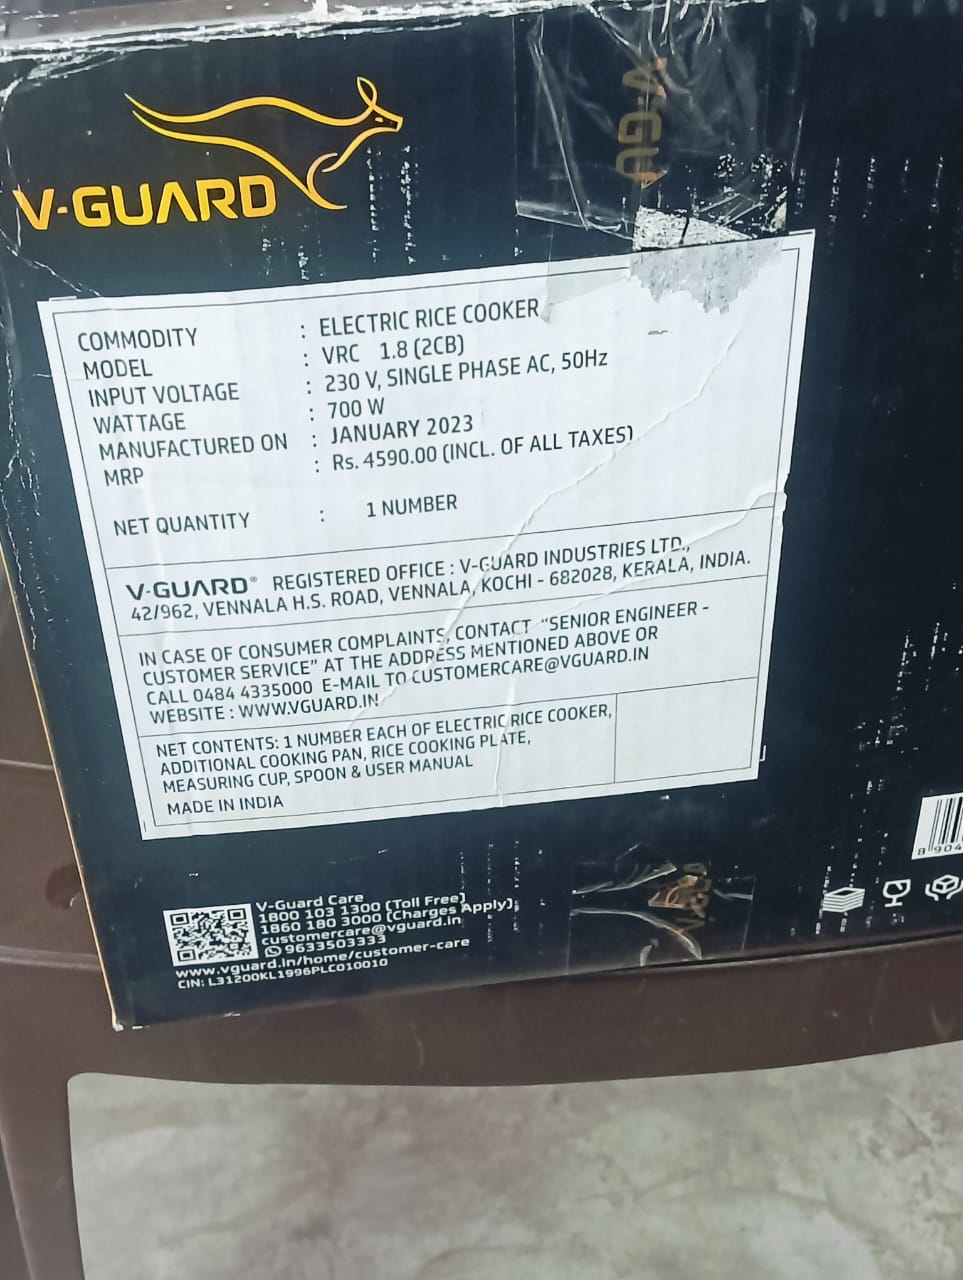 V-GUARD
V-GU
COMMODITY : ELECTRIC RICE COOKER
MODEL : VRC 1.8 (2CB)
INPUT VOLTAGE : 230 V, SINGLE PHASE AC, 50Hz
WATTAGE : 700 W
MANUFACTURED ON : JANUARY 2023
MRP : Rs. 4590.00 (INCL. OF ALL TAXES)
NET QUANTITY : 1 NUMBER
V-GUARD® REGISTERED OFFICE : V-GUARD INDUSTRIES LTD.,
42/962, VENNALA H.S. ROAD, VENNALA, KOCHI - 682028, KERALA, INDIA.
IN CASE OF CONSUMER COMPLAINTS, CONTACT "SENIOR ENGINEER -
CUSTOMER SERVICE" AT THE ADDRESS MENTIONED ABOVE OR
CALL 0484 4335000 E-MAIL TO CUSTOMERCARE@VGUARD.IN
WEBSITE : WWW.VGUARD.IN
NET CONTENTS: 1 NUMBER EACH OF ELECTRIC RICE COOKER,
ADDITIONAL COOKING PAN, RICE COOKING PLATE,
MEASURING CUP, SPOON & USER MANUAL
MADE IN INDIA
V-Guard Care
1800 103 1300 (Toll Free)
1860 180 3000 (Charges Apply);
customercare@vguard.in
9633503333
www.vguard.in/home/customer-care
CIN: L31200KL1996PLC010010
8 904